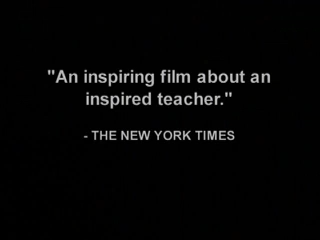 "An inspiring film about an
inspired teacher."
- THE NEW YORK TIMES